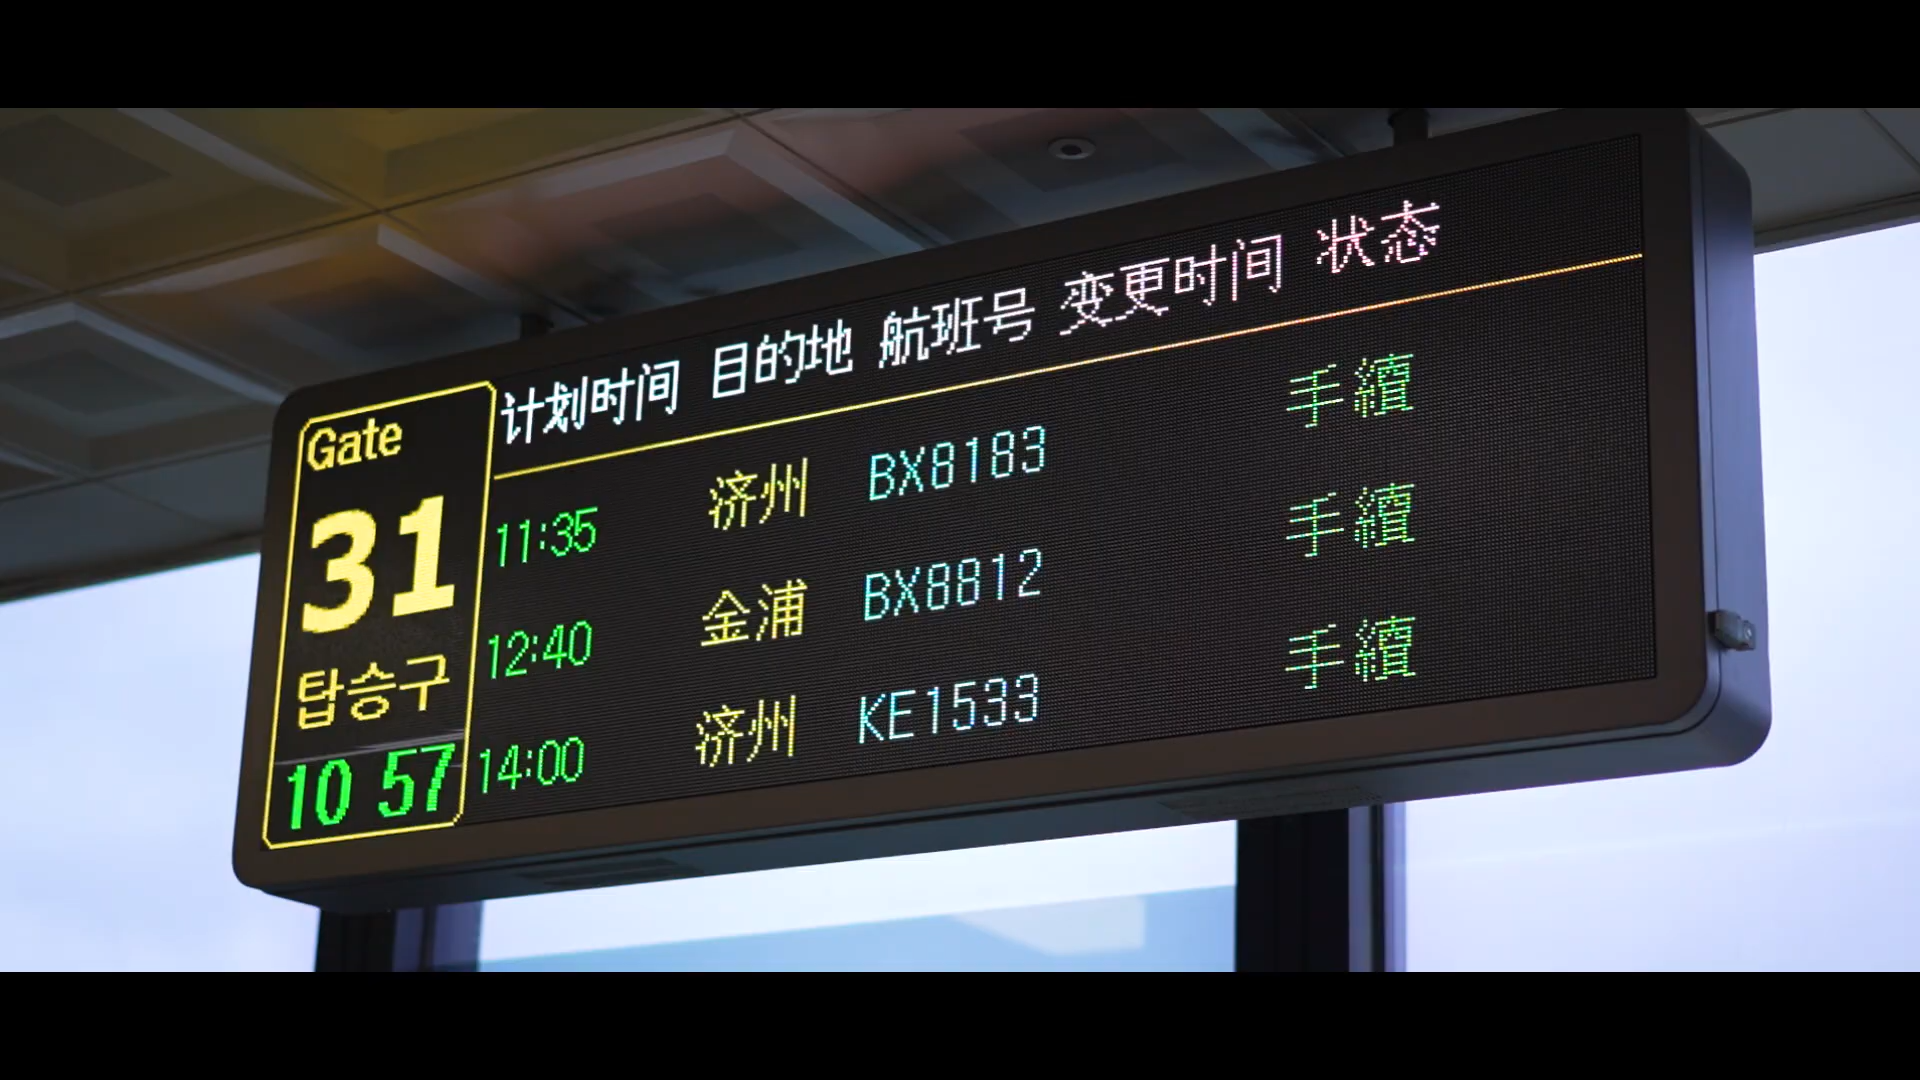 Gate
31
탑승구
10 57
计划时间 目的地 航班号 变更时间 状态
11:35 济州 BX8183 手續
12:40 金浦 BX8812 手續
14:00 济州 KE1533 手續